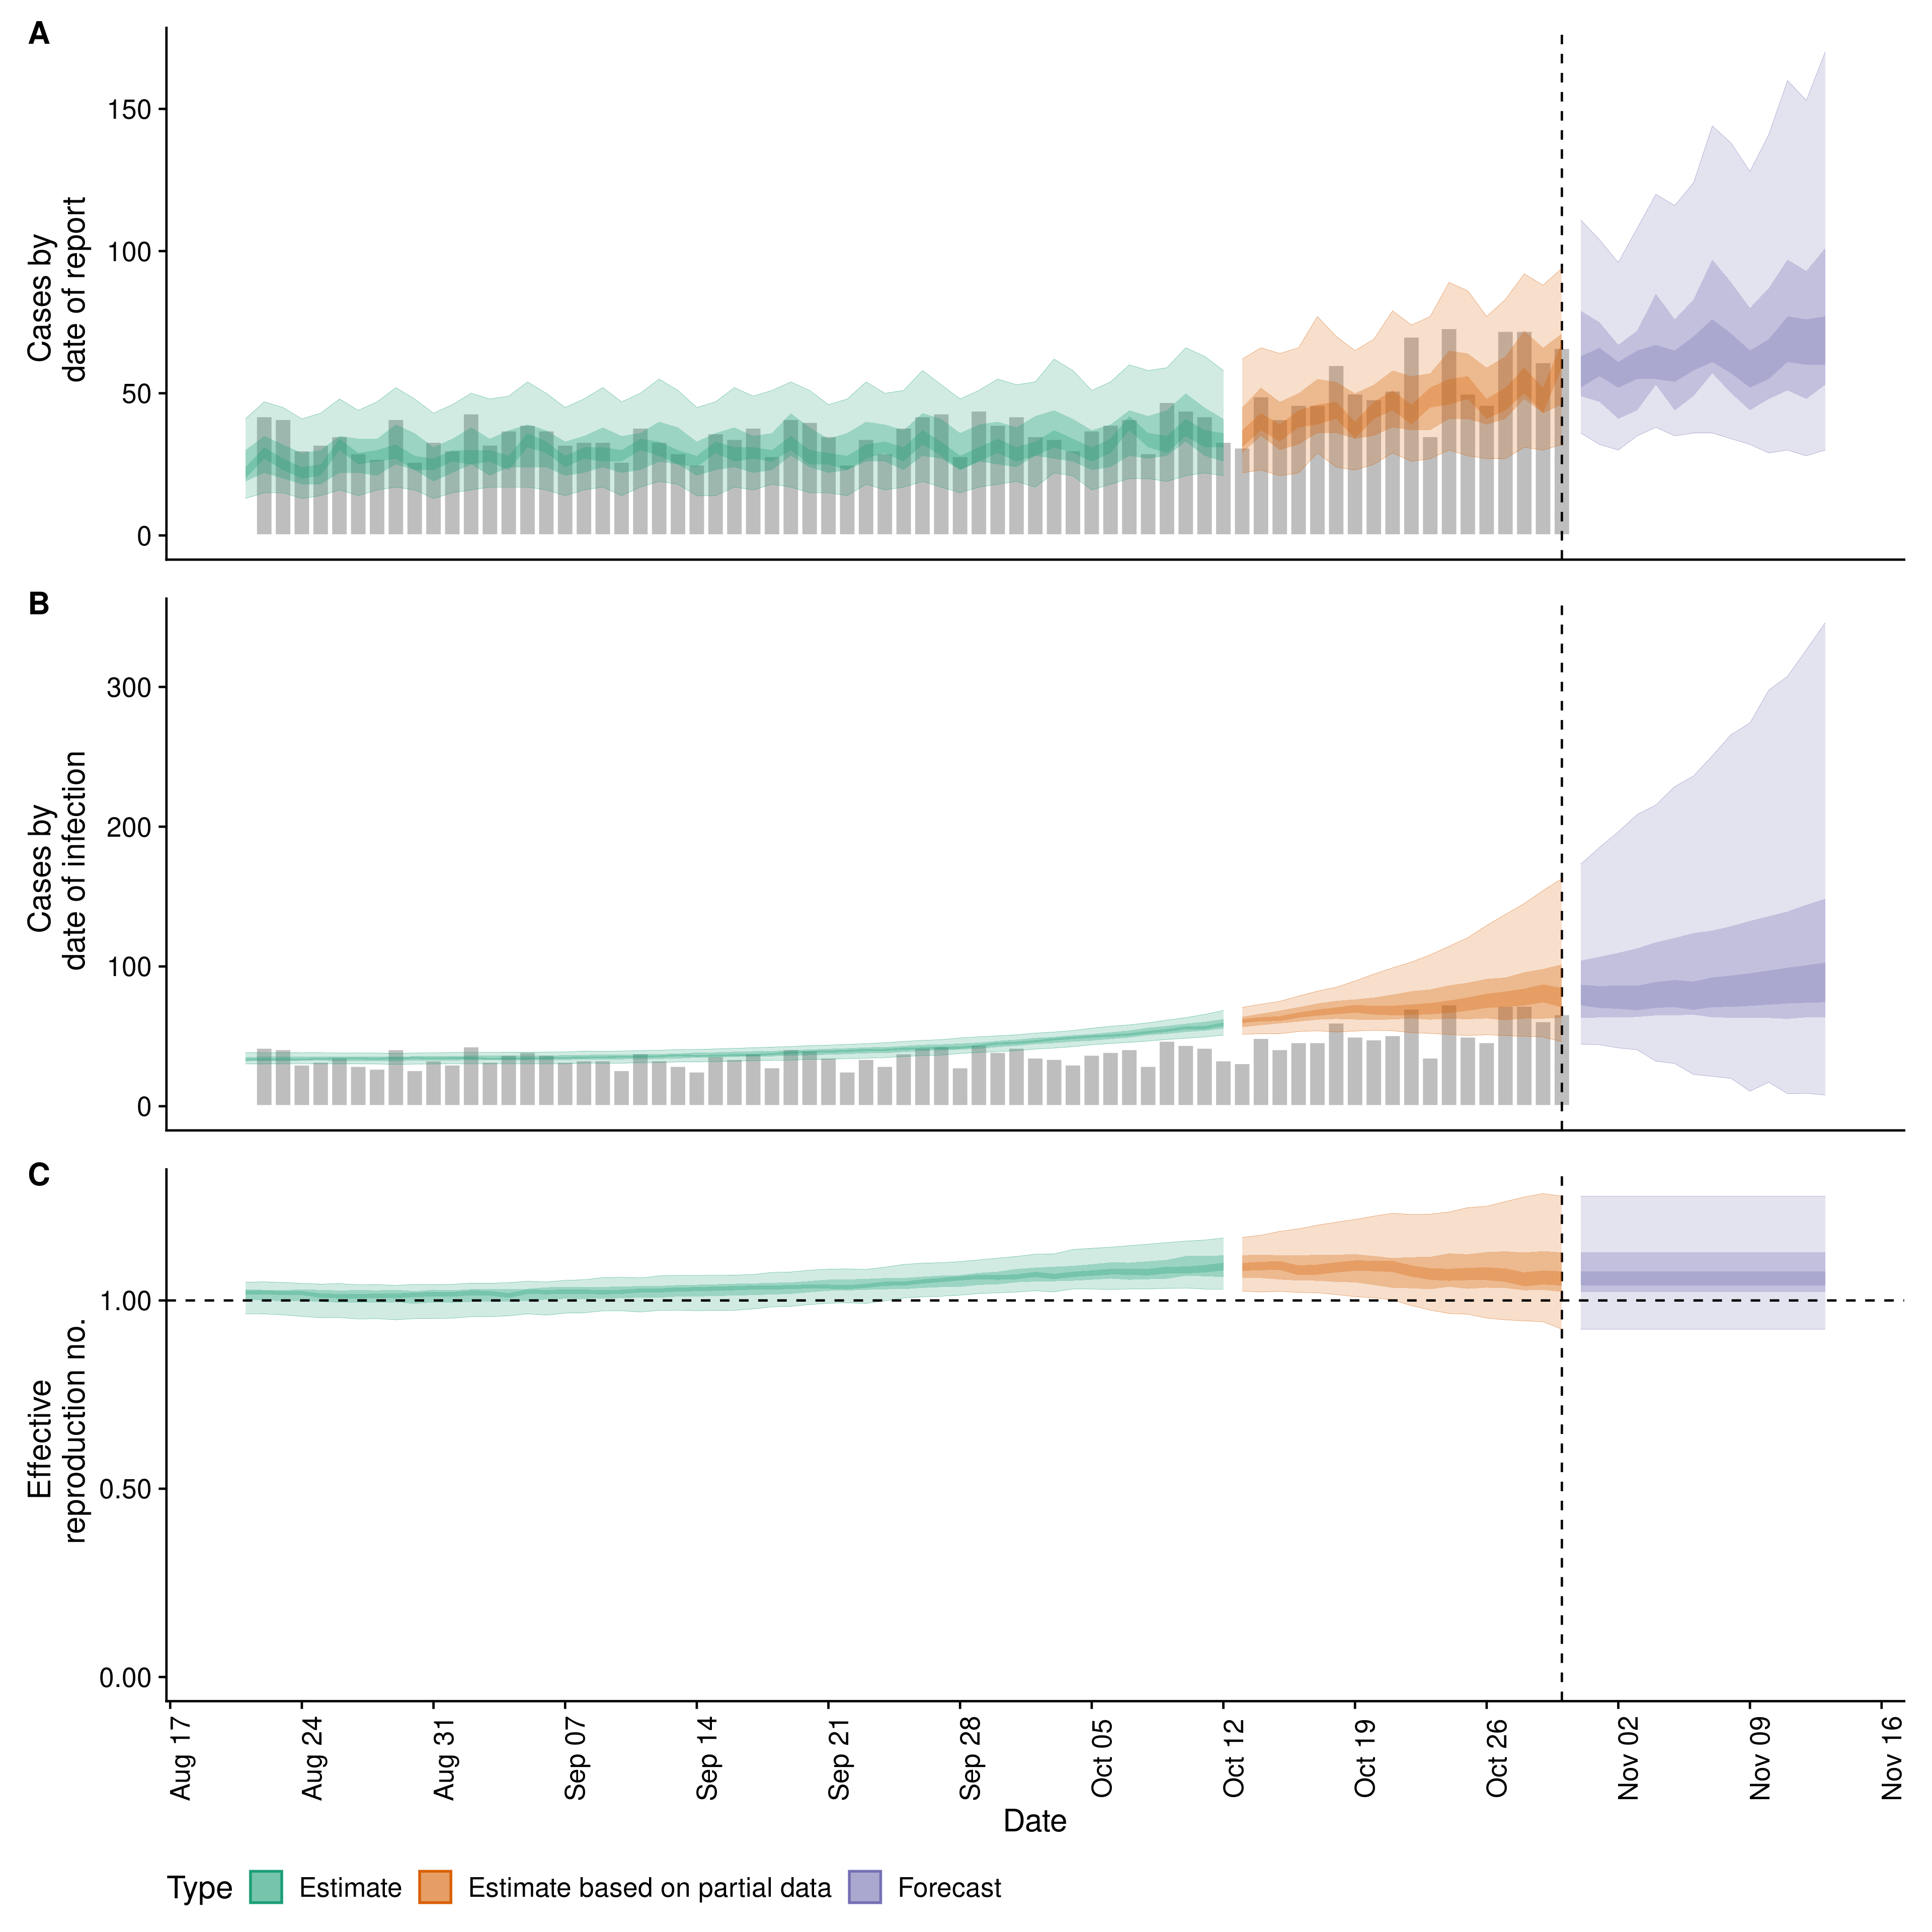 A
Cases by
date of report
150
100
50
0
B
Cases by
date of infection
300
200
100
0
C
Effective
reproduction no.
1.00
0.50
0.00
Aug 17
Aug 24
Aug 31
Sep 07
Sep 14
Sep 21
Sep 28
Oct 05
Oct 12
Oct 19
Oct 26
Nov 02
Nov 09
Nov 16
Date
Type Estimate Estimate based on partial data Forecast